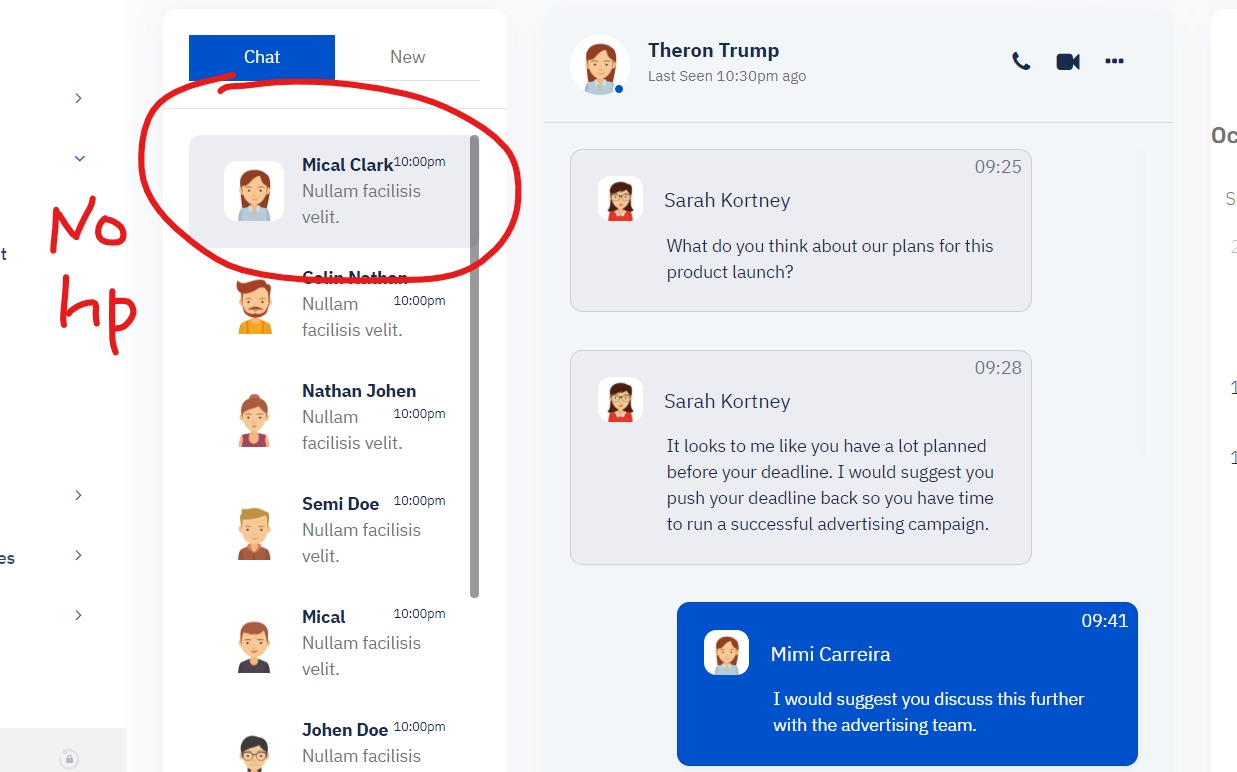 Chat
New
Mical Clark
10:00pm
Nullam facilisis
velit.
Colin Nathan
Nullam
10:00pm
facilisis velit.
Nathan Johen
Nullam
10:00pm
facilisis velit.
Semi Doe
10:00pm
Nullam facilisis
velit.
Mical
10:00pm
Nullam facilisis
velit.
Johen Doe
10:00pm
Nullam facilisis
No
hp
t
es
Theron Trump
Last Seen 10:30pm ago
09:25
Sarah Kortney
What do you think about our plans for this
product launch?
09:28
Sarah Kortney
It looks to me like you have a lot planned
before your deadline. I would suggest you
push your deadline back so you have time
to run a successful advertising campaign.
09:41
Mimi Carreira
I would suggest you discuss this further
with the advertising team.
Oc
S
2
1
1